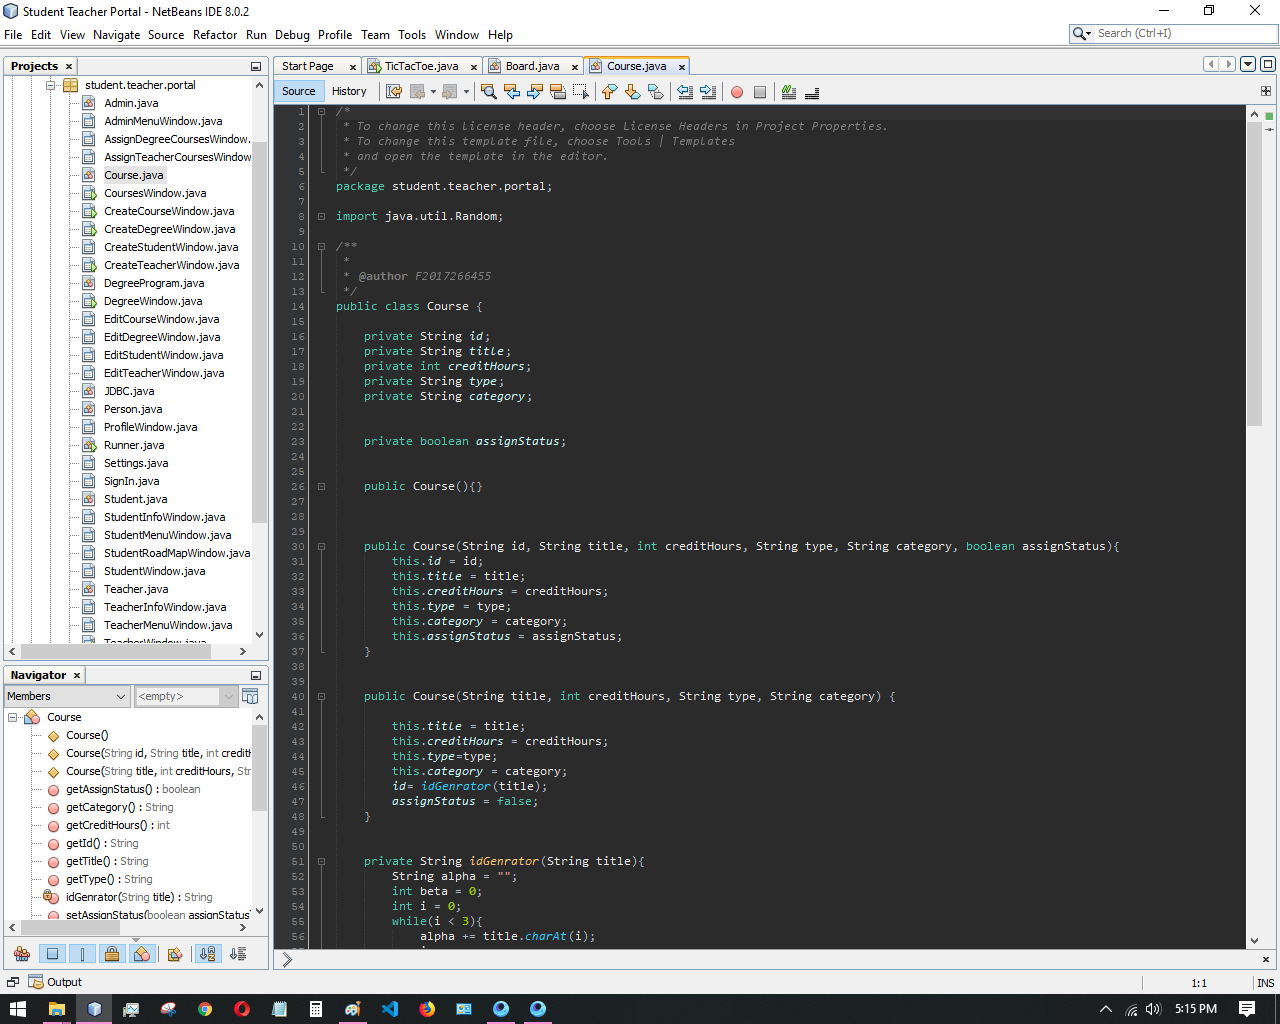 Student Teacher Portal - NetBeans IDE 8.0.2
File Edit View Navigate Source Refactor Run Debug Profile Team Tools Window Help
Search (Ctrl+I)
Projects
student.teacher.portal
Admin.java
AdminMenuWindow.java
AssignDegreeCoursesWindow.
AssignTeacherCoursesWindow
Course.java
CoursesWindow.java
CreateCourseWindow.java
CreateDegreeWindow.java
CreateStudentWindow.java
CreateTeacherWindow.java
DegreeProgram.java
DegreeWindow.java
EditCourseWindow.java
EditDegreeWindow.java
EditStudentWindow.java
EditTeacherWindow.java
JDBC.java
Person.java
ProfileWindow.java
Runner.java
Settings.java
SignIn.java
Student.java
StudentInfoWindow.java
StudentMenuWindow.java
StudentRoadMapWindow.java
StudentWindow.java
Teacher.java
TeacherInfoWindow.java
TeacherMenuWindow.java
TeacherWindow.java
Navigator
Members <empty>
Course
Course()
Course(String id, String title, int credit
Course(String title, int creditHours, Str
getAssignStatus() : boolean
getCategory() : String
getCreditHours() : int
getId() : String
getTitle() : String
getType() : String
idGenrator(String title) : String
setAssignStatus(boolean assignStatus
Start Page TicTacToe.java Board.java Course.java
Source History
1 /*
2 * To change this license header, choose License Headers in Project Properties.
3 * To change this template file, choose Tools | Templates
4 * and open the template in the editor.
5 */
6 package student.teacher.portal;
7
8 import java.util.Random;
9
10 /**
11 *
12 * @author F2017266455
13 */
14 public class Course {
15
16 private String id;
17 private String title;
18 private int creditHours;
19 private String type;
20 private String category;
21
22
23 private boolean assignStatus;
24
25
26 public Course(){}
27
28
29
30 public Course(String id, String title, int creditHours, String type, String category, boolean assignStatus){
31 this.id = id;
32 this.title = title;
33 this.creditHours = creditHours;
34 this.type = type;
35 this.category = category;
36 this.assignStatus = assignStatus;
37 }
38
39
40 public Course(String title, int creditHours, String type, String category) {
41
42 this.title = title;
43 this.creditHours = creditHours;
44 this.type=type;
45 this.category = category;
46 id= idGenrator(title);
47 assignStatus = false;
48 }
49
50
51 private String idGenrator(String title){
52 String alpha = "";
53 int beta = 0;
54 int i = 0;
55 while(i < 3){
56 alpha += title.charAt(i);
Output
1:1 INS
5:15 PM